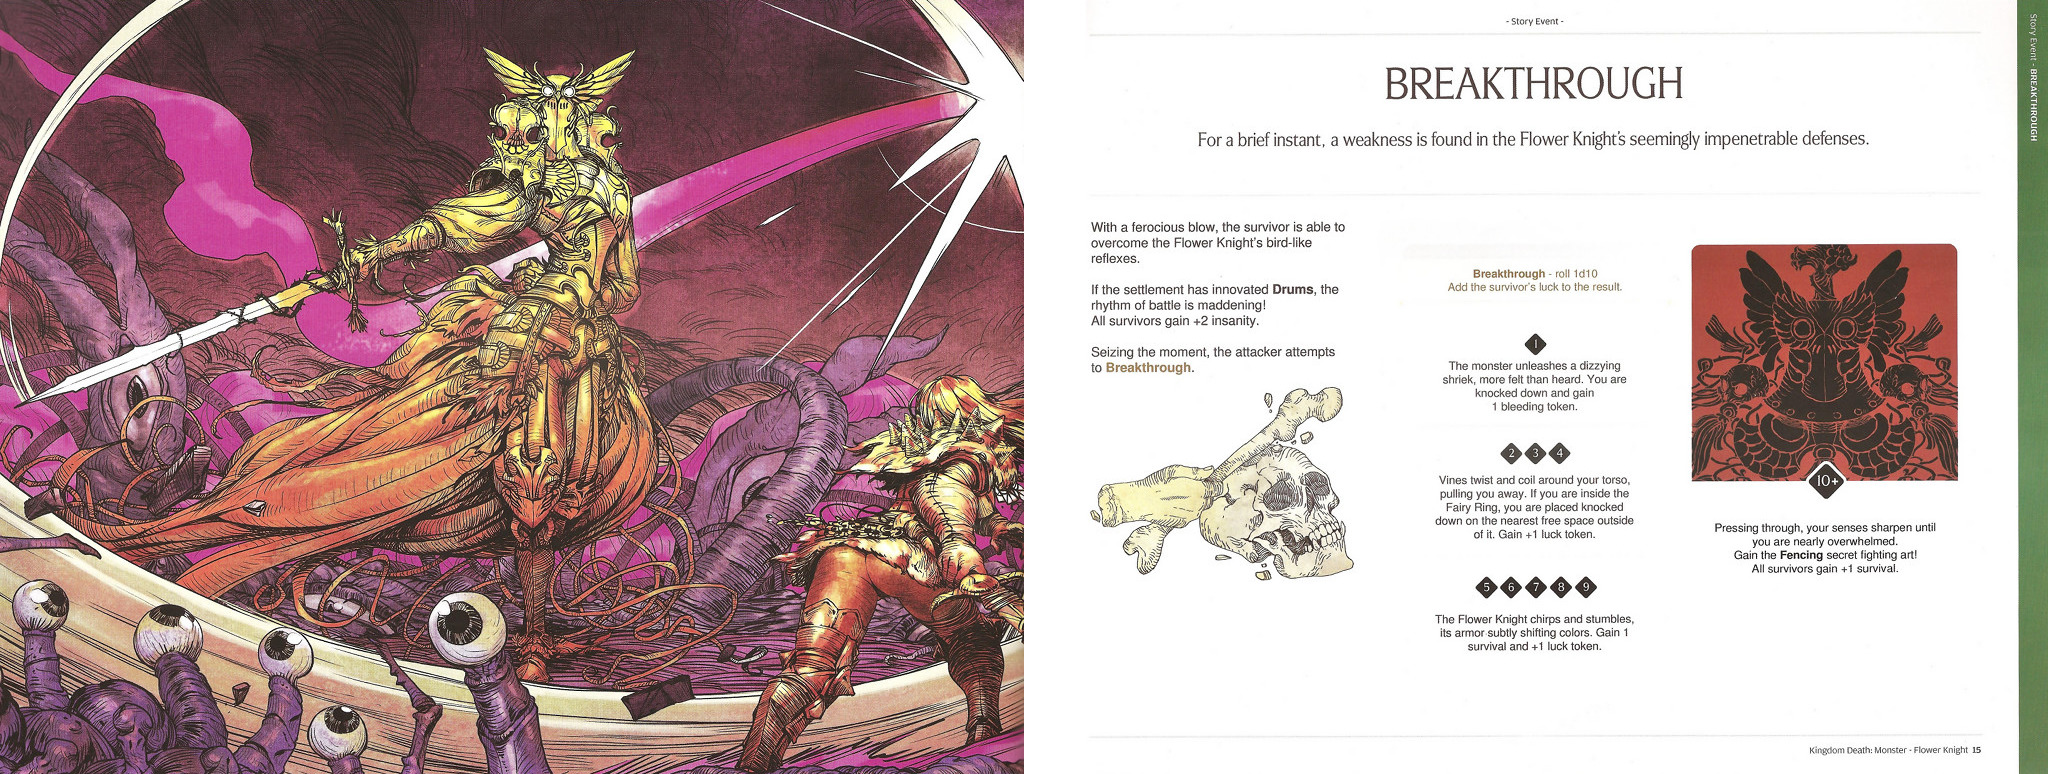 - Story Event -
BREAKTHROUGH
For a brief instant, a weakness is found in the Flower Knight's seemingly impenetrable defenses.
With a ferocious blow, the survivor is able to
overcome the Flower Knight's bird-like
reflexes.
If the settlement has innovated Drums, the
rhythm of battle is maddening!
All survivors gain +2 insanity.
Seizing the moment, the attacker attempts
to Breakthrough.
Breakthrough - roll 1d10
Add the survivor's luck to the result.
1
The monster unleashes a dizzying
shriek, more felt than heard. You are
knocked down and gain
1 bleeding token.
2 3 4
Vines twist and coil around your torso,
pulling you away. If you are inside the
Fairy Ring, you are placed knocked
down on the nearest free space outside
of it. Gain +1 luck token.
5 6 7 8 9
The Flower Knight chirps and stumbles,
its armor subtly shifting colors. Gain 1
survival and +1 luck token.
10+
Pressing through, your senses sharpen until
you are nearly overwhelmed.
Gain the Fencing secret fighting art!
All survivors gain +1 survival.
Kingdom Death: Monster - Flower Knight 15
Story Event - BREAKTHROUGH